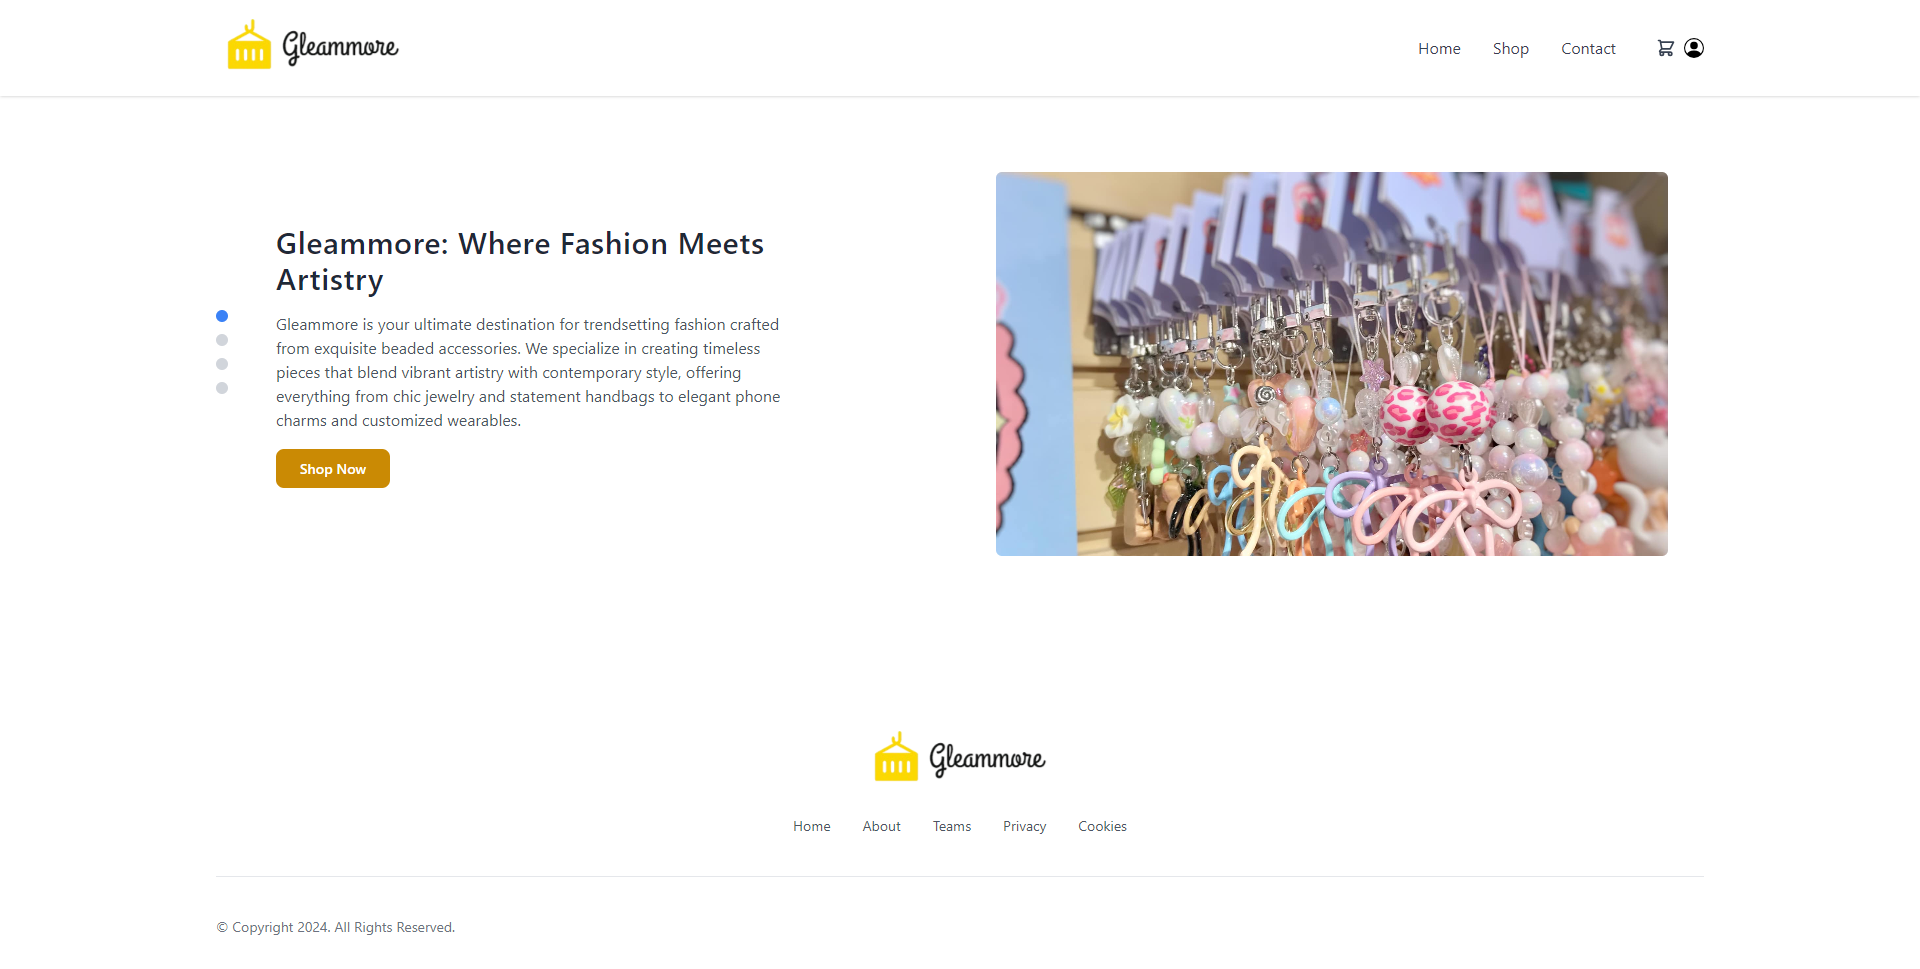 Gleammore
Home
Shop
Contact
Gleammore: Where Fashion Meets
Artistry
Gleammore is your ultimate destination for trendsetting fashion crafted
from exquisite beaded accessories. We specialize in creating timeless
pieces that blend vibrant artistry with contemporary style, offering
everything from chic jewelry and statement handbags to elegant phone
charms and customized wearables.
Shop Now
Gleammore
Home
About
Teams
Privacy
Cookies
© Copyright 2024. All Rights Reserved.